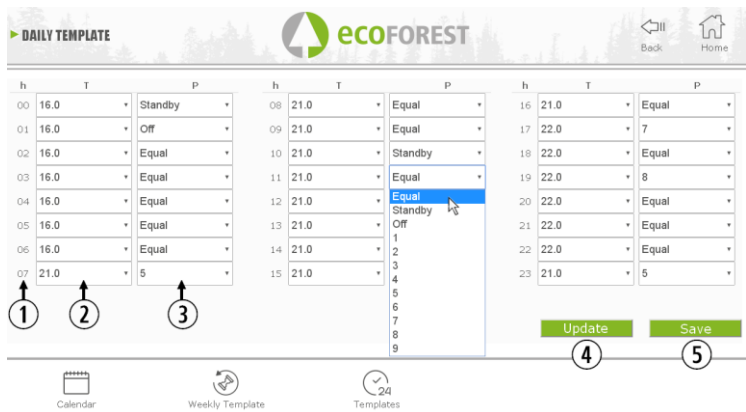 ► DAILY TEMPLATE
ecoFOREST
Back
Home
h T P h T P h T P
00 16.0 Standby 08 21.0 Equal 16 21.0 Equal
01 16.0 Off 09 21.0 Equal 17 22.0 7
02 16.0 Equal 10 21.0 Standby 18 22.0 Equal
03 16.0 Equal 11 21.0 Equal 19 22.0 8
04 16.0 Equal 12 21.0 Equal 20 22.0 Equal
Standby
05 16.0 Equal 13 21.0 Off 21 22.0 Equal
1
06 16.0 Equal 14 21.0 2 22 22.0 Equal
3
07 21.0 5 15 21.0 4 23 21.0 5
5
6
7
8
9
1 2 3
Update Save
4 5
Calendar
Weekly Template
24
Templates